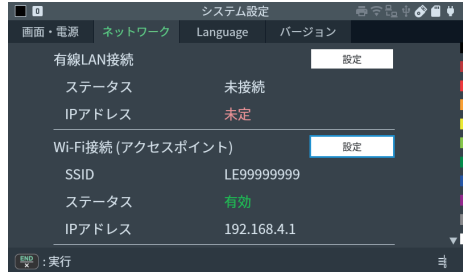 0 システム設定
画面・電源 ネットワーク Language バージョン
有線LAN接続 設定
ステータス 未接続
IPアドレス 未定
Wi-Fi接続 (アクセスポイント) 設定
SSID LE99999999
ステータス 有効
IPアドレス 192.168.4.1
END × : 実行